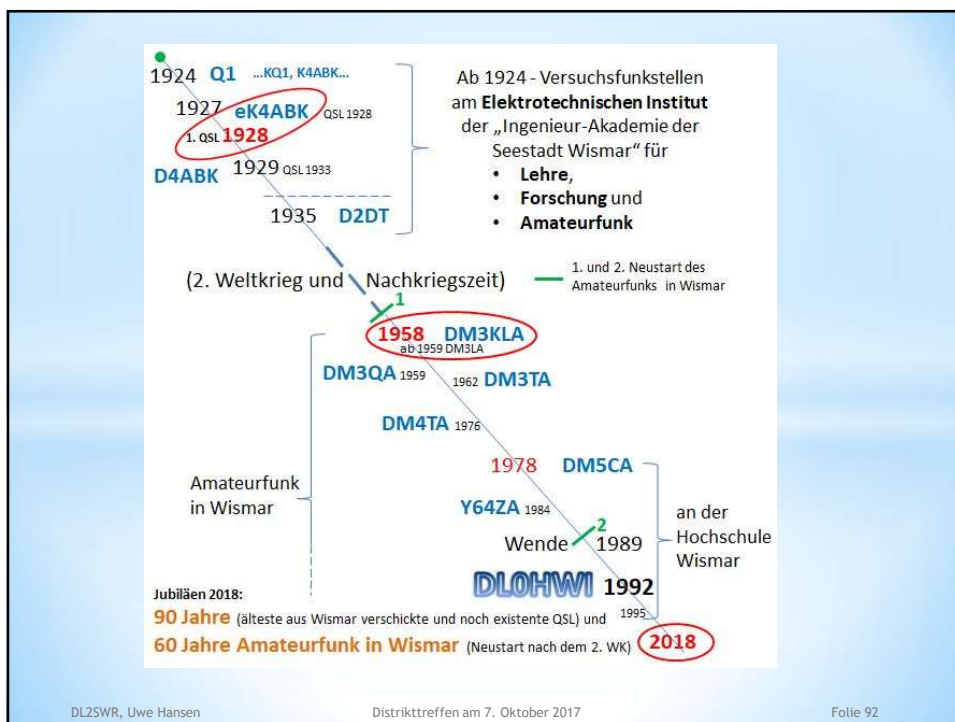 1924 Q1 ...KQ1, K4ABK...
1927 eK4ABK QSL 1928
1. QSL 1928
1929 QSL 1933
D4ABK
1935 D2DT
Ab 1924 - Versuchsfunkstellen
am Elektrotechnischen Institut
der „Ingenieur-Akademie der
Seestadt Wismar“ für
• Lehre,
• Forschung und
• Amateurfunk
(2. Weltkrieg und Nachkriegszeit)
1. und 2. Neustart des
Amateurfunks in Wismar
1
1958 DM3KLA
ab 1959 DM3LA
DM3QA 1959
1962 DM3TA
DM4TA 1976
1978 DM5CA
Amateurfunk
in Wismar
Y64ZA 1984
2
Wende 1989
an der
Hochschule
Wismar
DL0HWI 1992
1995
Jubiläen 2018:
90 Jahre (älteste aus Wismar verschickte und noch existente QSL) und
60 Jahre Amateurfunk in Wismar (Neustart nach dem 2. WK)
2018
DL2SWR, Uwe Hansen Distrikttreffen am 7. Oktober 2017 Folie 92